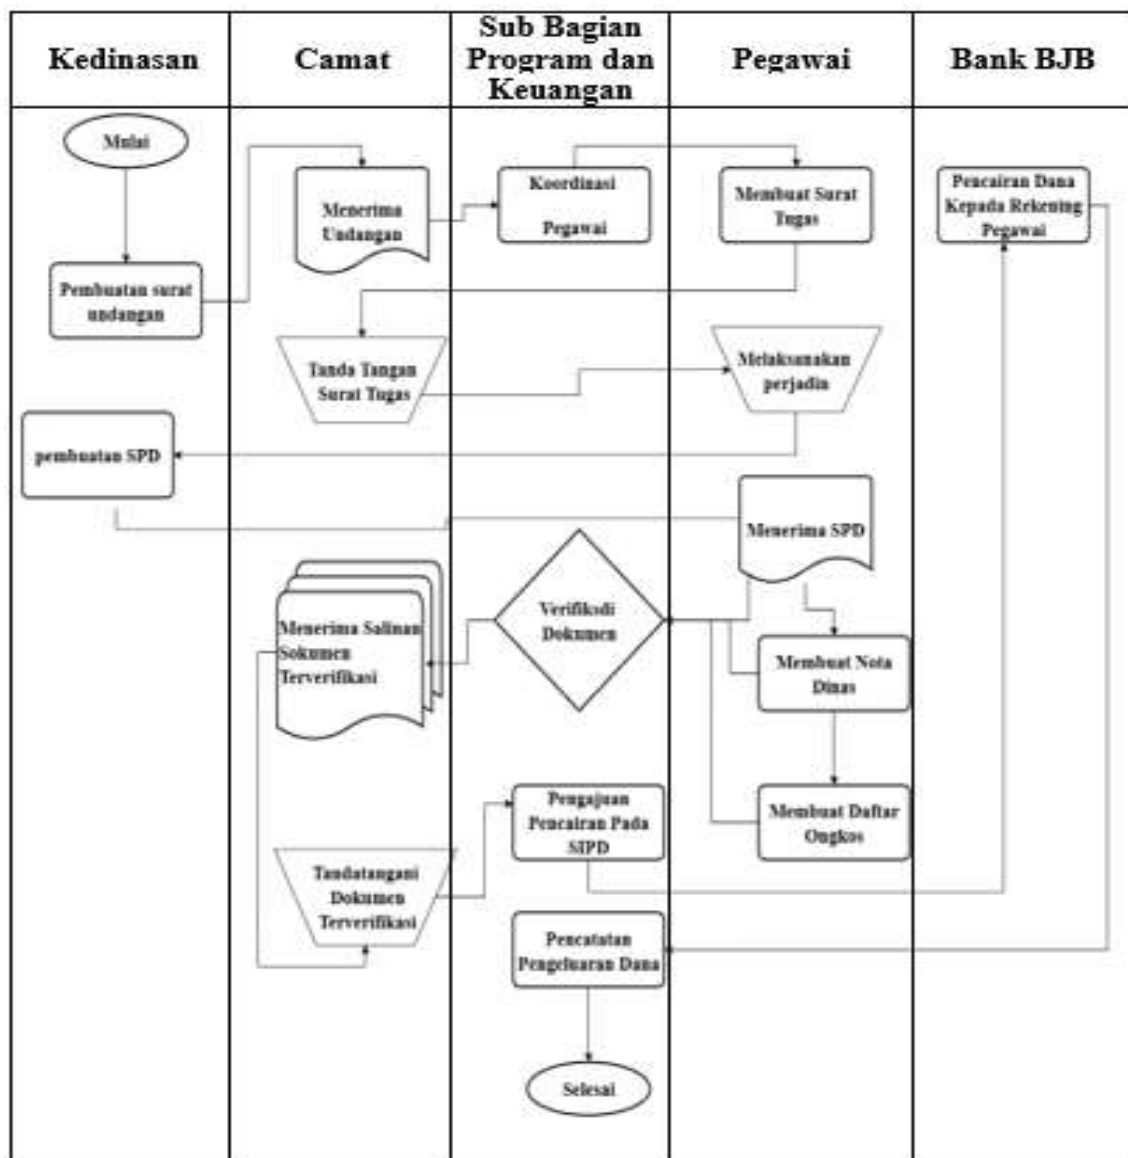 Kedinasan
Camat
Sub Bagian
Program dan
Keuangan
Pegawai
Bank BJB
Mulai
Menerima
Undangan
Koordinasi
Pegawai
Membuat Surat
Tugas
Pencairan Dana
Kepada Rekening
Pegawai
Pembuatan surat
undangan
Tanda Tangan
Surat Tugas
Melaksanakan
perjadin
pembuatan SPD
Menerima SPD
Menerima Salinan
Sokumen
Terverifikasi
Verifiksdi
Dokumen
Membuat Nota
Dinas
Pengajuan
Pencairan Pada
SIPD
Membuat Daftar
Ongkos
Tandatangani
Dokumen
Terverifikasi
Pencatatan
Pengeluaran Dana
Selesai